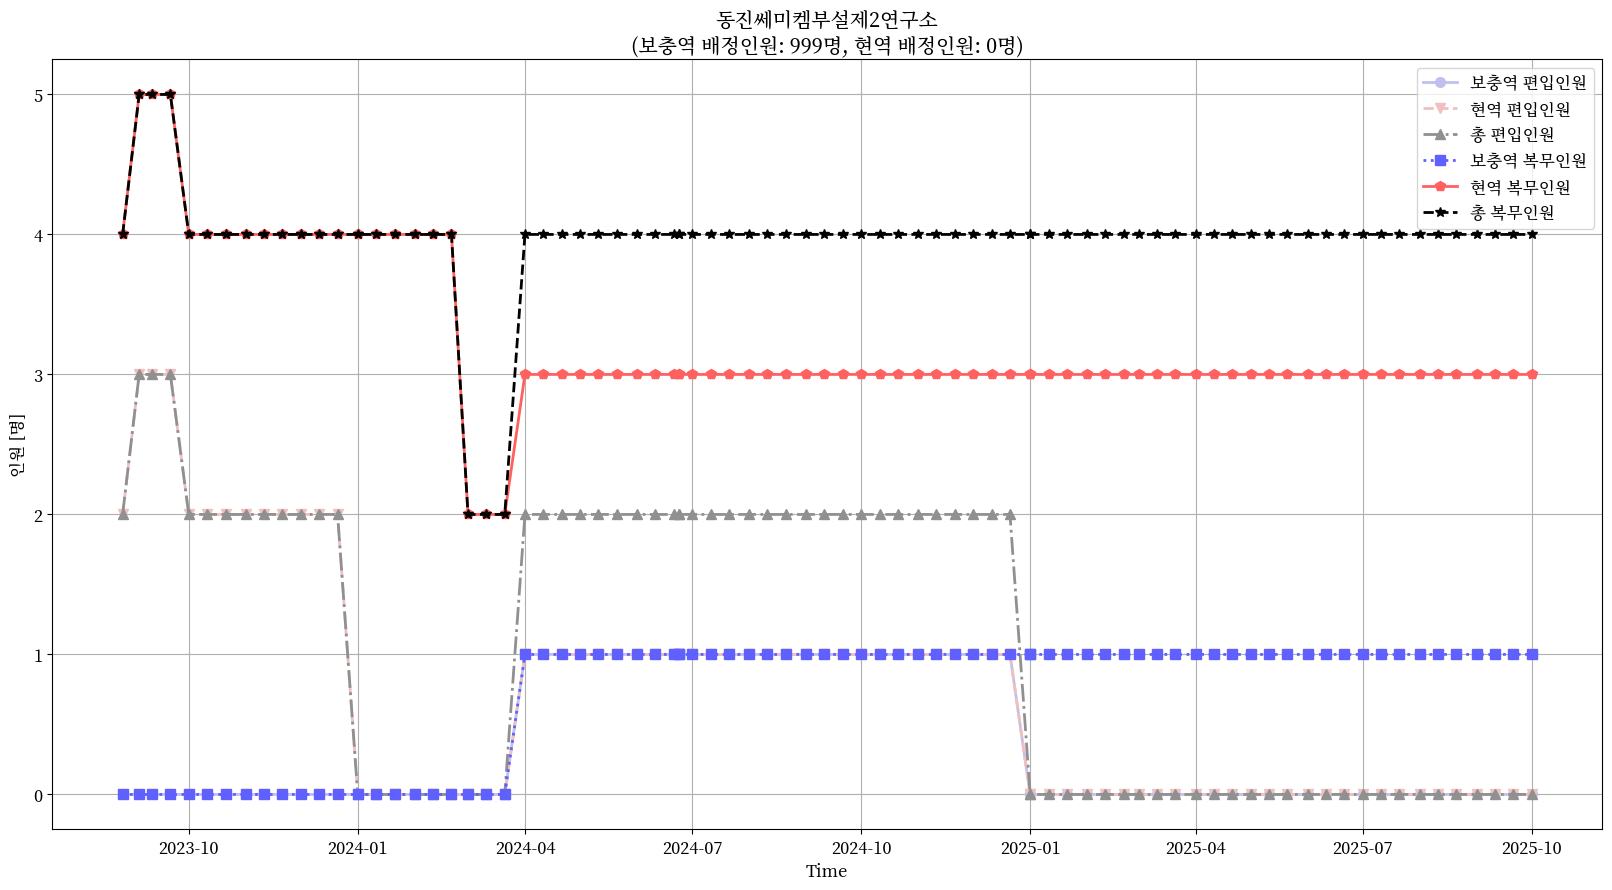 동진쎄미켐부설제2연구소
(보충역 배정인원: 999명, 현역 배정인원: 0명)
보충역 편입인원
현역 편입인원
총 편입인원
보충역 복무인원
현역 복무인원
총 복무인원
인원 [명]
5
4
3
2
1
0
2023-10
2024-01
2024-04
2024-07
2024-10
2025-01
2025-04
2025-07
2025-10
Time